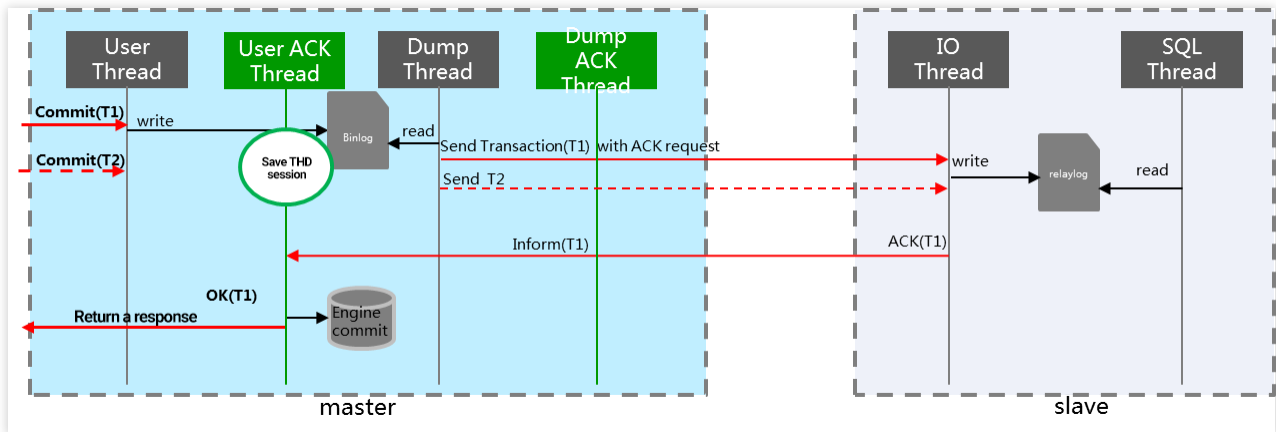 User
Thread
User ACK
Thread
Dump
Thread
Dump
ACK
Thread
IO
Thread
SQL
Thread
Commit(T1)
write
Binlog
read
Send Transaction(T1) with ACK request
write
relaylog
read
Commit(T2)
Save THD
session
Send T2
Inform(T1)
ACK(T1)
OK(T1)
Return a response
Engine
commit
master
slave